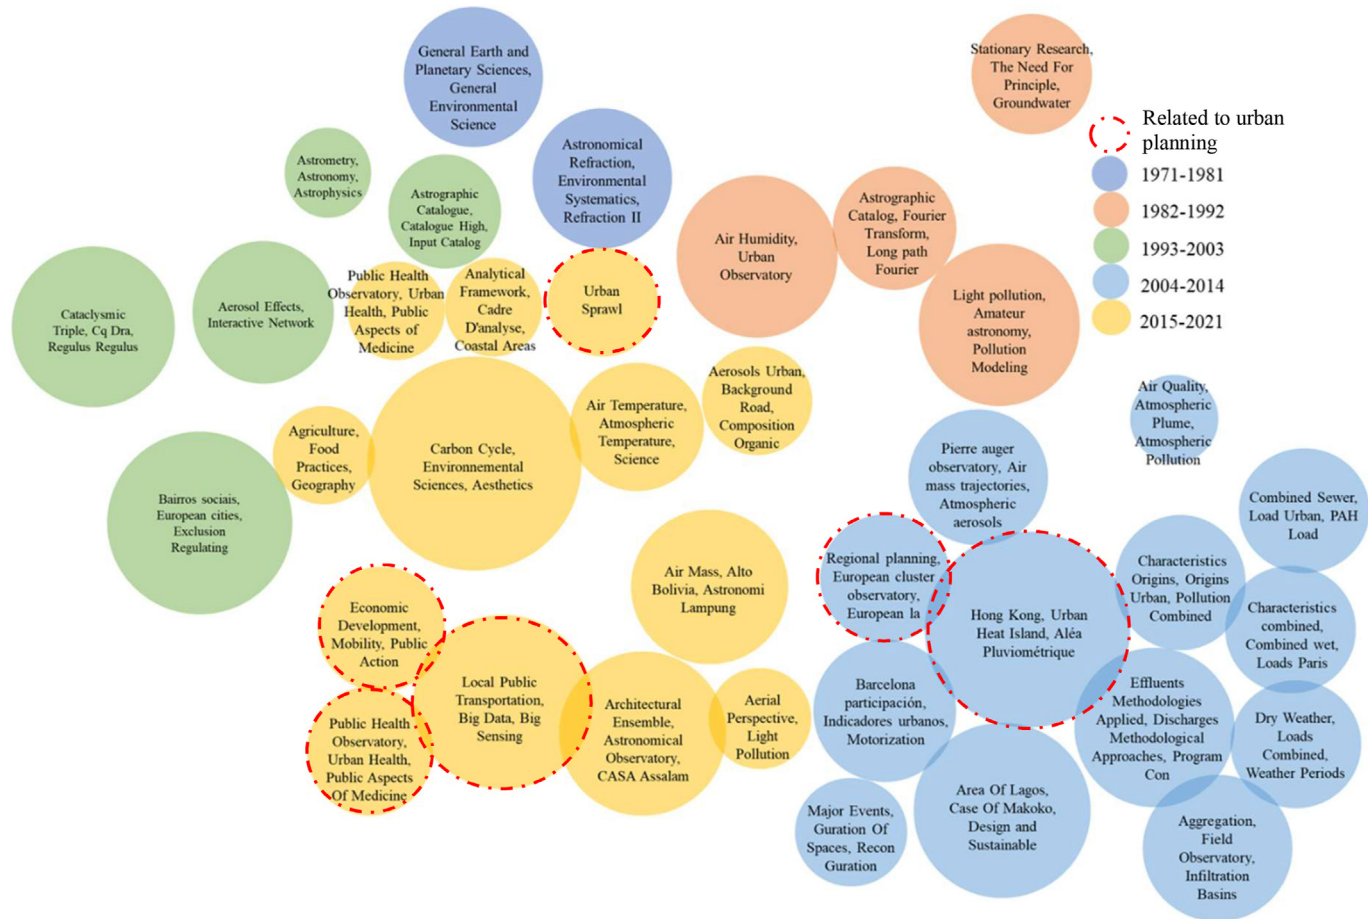 General Earth and
Planetary Sciences,
General
Environmental
Science
Stationary Research,
The Need For
Principle,
Groundwater
Related to urban
planning
1971-1981
1982-1992
1993-2003
2004-2014
2015-2021
Astronomical
Refraction,
Environmental
Systematics,
Refraction II
Astrometry,
Astronomy,
Astrophysics
Astrographic
Catalogue,
Catalogue High,
Input Catalog
Air Humidity,
Urban
Observatory
Astrographic
Catalog, Fourier
Transform,
Long path
Fourier
Cataclysmic
Triple, Cq Dra,
Regulus Regulus
Aerosol Effects,
Interactive Network
Public Health
Observatory, Urban
Health, Public
Aspects of
Medicine
Analytical
Framework,
Cadre
D'analyse,
Coastal Areas
Urban
Sprawl
Light pollution,
Amateur
astronomy,
Pollution
Modeling
Air Quality,
Atmospheric
Plume,
Atmospheric
Pollution
Agriculture,
Food
Practices,
Geography
Carbon Cycle,
Environnemental
Sciences, Aesthetics
Air Temperature,
Atmospheric
Temperature,
Science
Aerosols Urban,
Background
Road,
Composition
Organic
Pierre auger
observatory, Air
mass trajectories,
Atmospheric
aerosols
Combined Sewer,
Load Urban, PAH
Load
Bairros sociais,
European cities,
Exclusion
Regulating
Air Mass, Alto
Bolivia, Astronomi
Lampung
Regional planning,
European cluster
observatory,
European la
Hong Kong, Urban
Heat Island, Aléa
Pluviométrique
Characteristics
Origins, Origins
Urban, Pollution
Combined
Characteristics
combined,
Combined wet,
Loads Paris
Economic
Development,
Mobility, Public
Action
Local Public
Transportation,
Big Data, Big
Sensing
Public Health
Observatory,
Urban Health,
Public Aspects
Of Medicine
Architectural
Ensemble,
Astronomical
Observatory,
CASA Assalam
Aerial
Perspective,
Light
Pollution
Barcelona
participación,
Indicadores urbanos,
Motorization
Effluents
Methodologies
Applied, Discharges
Methodological
Approaches, Program
Con
Dry Weather,
Loads
Combined,
Weather Periods
Major Events,
Guration Of
Spaces, Recon
Guration
Area Of Lagos,
Case Of Makoko,
Design and
Sustainable
Aggregation,
Field
Observatory,
Infiltration
Basins